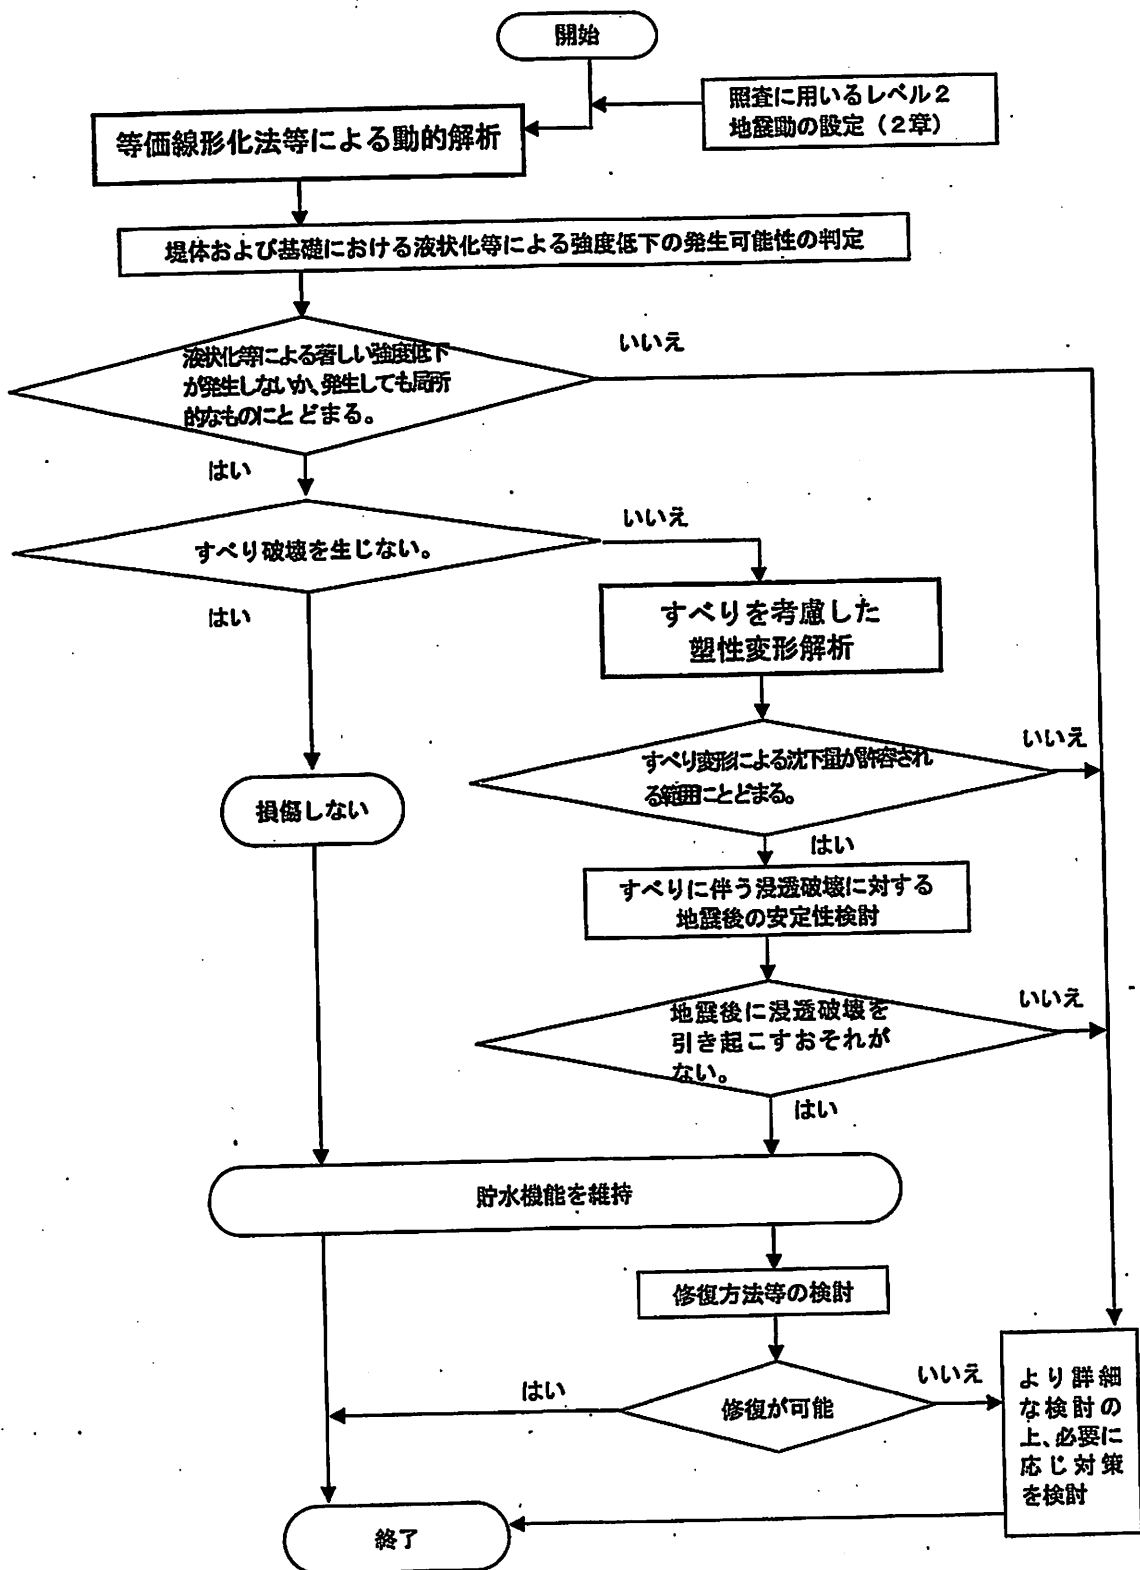 開始
照査に用いるレベル2
地震動の設定（2章）
等価線形化法等による動的解析
堤体および基礎における液状化等による強度低下の発生可能性の判定
液状化等による著しい強度低下
が発生しないか、発生しても局所
的なものにとどまる。
いいえ
はい
すべり破壊を生じない。
いいえ
はい
すべりを考慮した
塑性変形解析
すべり変形による沈下量が許容され
る範囲にとどまる。
いいえ
はい
損傷しない
すべりに伴う浸透破壊に対する
地震後の安定性検討
地震後に浸透破壊を
引き起こすおそれが
ない。
いいえ
はい
貯水機能を維持
修復方法等の検討
修復が可能
はい
いいえ
より詳細
な検討の
上、必要に
応じ対策
を検討
終了